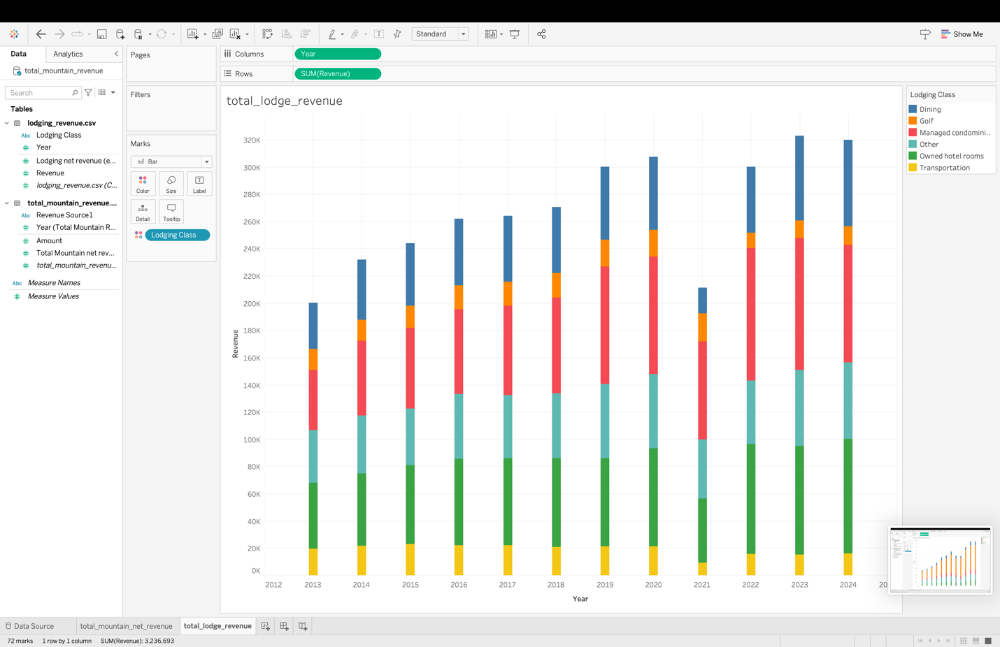 Standard
Show Me
Data
Analytics
total_mountain_revenue
Search
Tables
lodging_revenue.csv
Abc Lodging Class
Year
Lodging net revenue (e...
Revenue
lodging_revenue.csv (C...
total_mountain_revenue....
Abc Revenue Source1
Year (Total Mountain R...
Amount
Total Mountain net rev...
total_mountain_revenu...
Abc Measure Names
Measure Values
Pages
Filters
Marks
Bar
Color Size Label
Detail Tooltip
Lodging Class
Columns Year
Rows SUM(Revenue)
total_lodge_revenue
Revenue
320K
300K
280K
260K
240K
220K
200K
180K
160K
140K
120K
100K
80K
60K
40K
20K
0K
2012 2013 2014 2015 2016 2017 2018 2019 2020 2021 2022 2023 2024 20
Year
Lodging Class
Dining
Golf
Managed condomini..
Other
Owned hotel rooms
Transportation
Data Source
total_mountain_net_revenue
total_lodge_revenue
72 marks 1 row by 1 column SUM(Revenue): 3,236,693